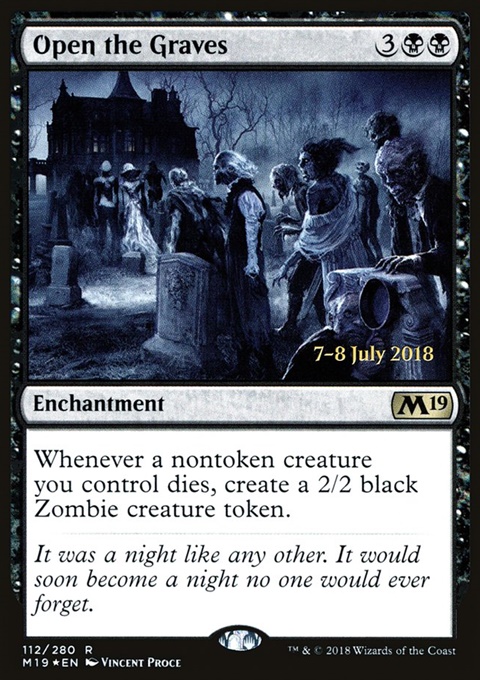 Open the Graves 3
7–8 July 2018
Enchantment M19
Whenever a nontoken creature
you control dies, create a 2/2 black
Zombie creature token.
It was a night like any other. It would
soon become a night no one would ever
forget.
112/280 R
M19★EN Vincent Proce
™ & © 2018 Wizards of the Coast